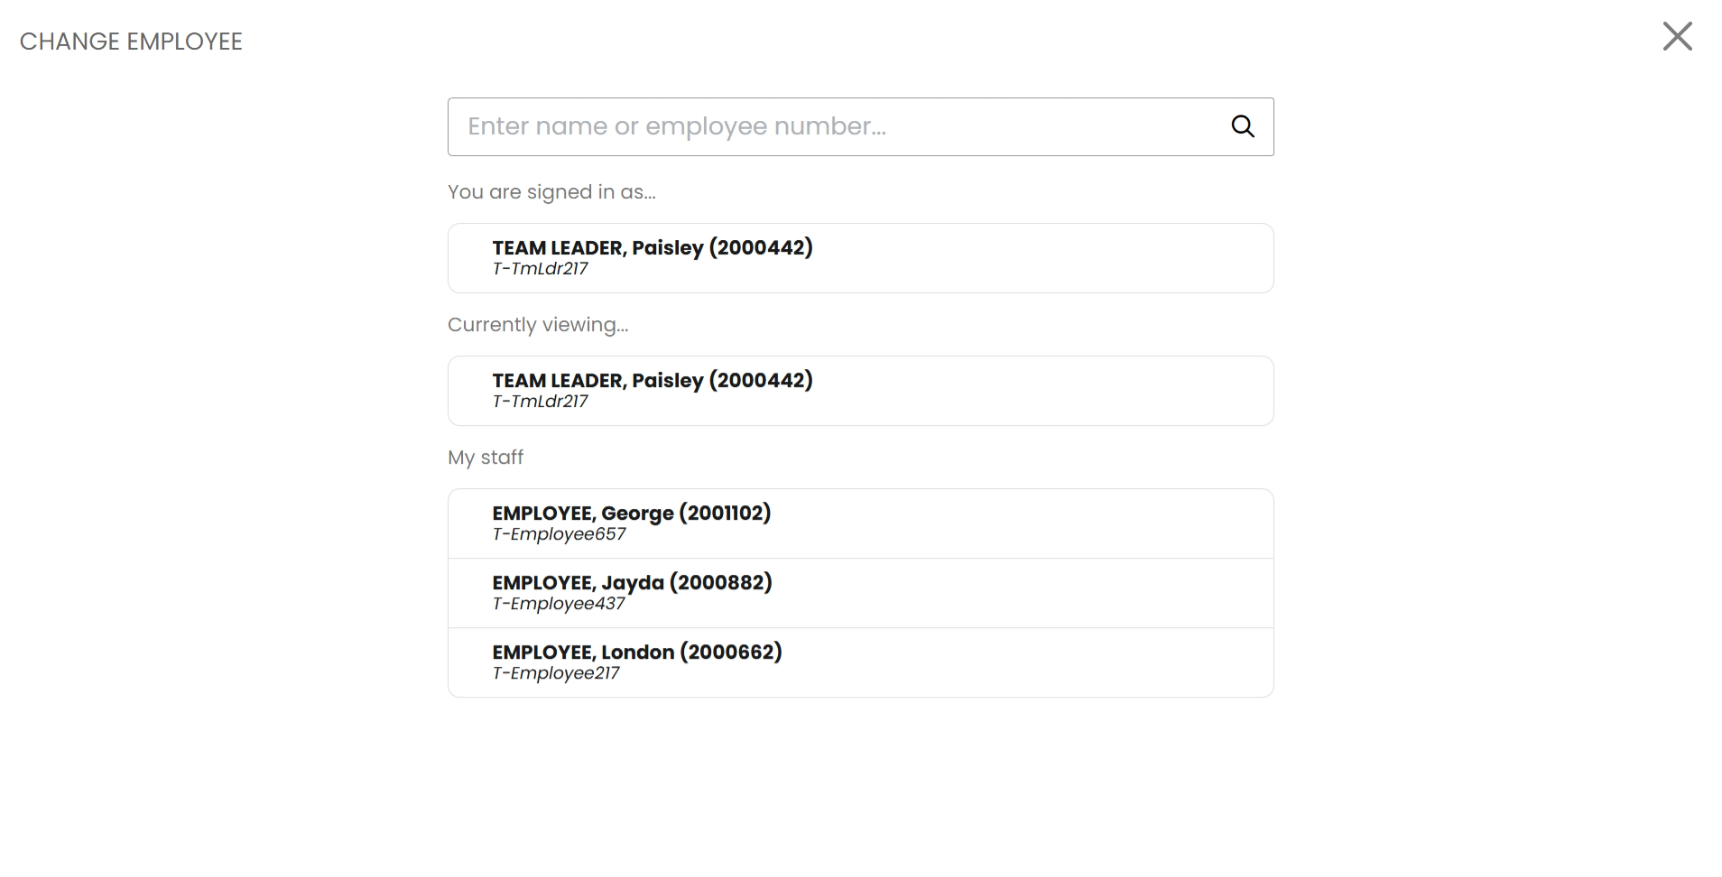 CHANGE EMPLOYEE
Enter name or employee number...
You are signed in as...
TEAM LEADER, Paisley (2000442)
T-TmLdr217
Currently viewing...
TEAM LEADER, Paisley (2000442)
T-TmLdr217
My staff
EMPLOYEE, George (2001102)
T-Employee657
EMPLOYEE, Jayda (2000882)
T-Employee437
EMPLOYEE, London (2000662)
T-Employee217